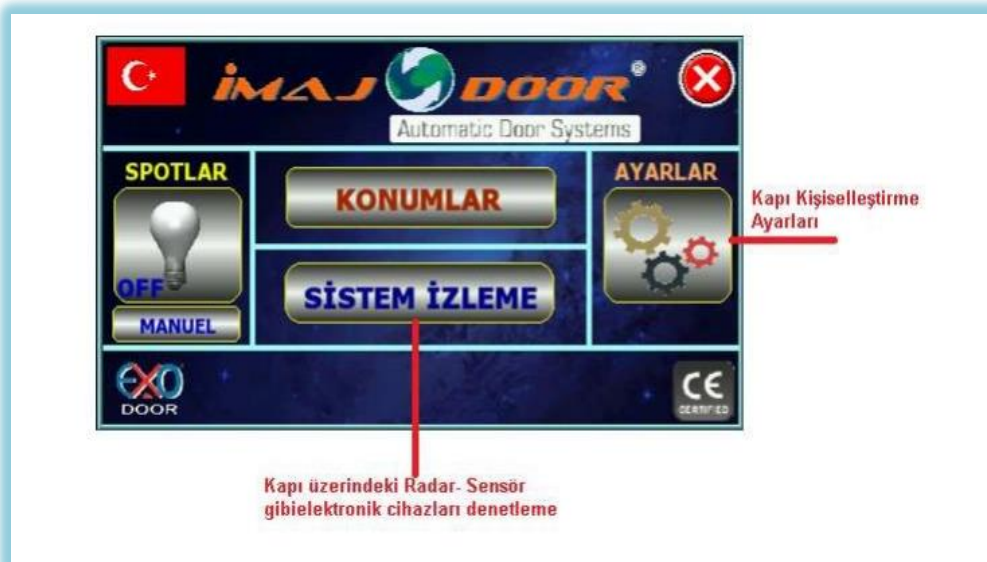 İMAJ DOOR®
Automatic Door Systems
SPOTLAR
OFF
MANUEL
KONUMLAR
SİSTEM İZLEME
AYARLAR
Kapı Kişiselleştirme
Ayarları
EXO
DOOR
CE
CERTIFIED
Kapı üzerindeki Radar- Sensör
gibielektronik cihazları denetleme